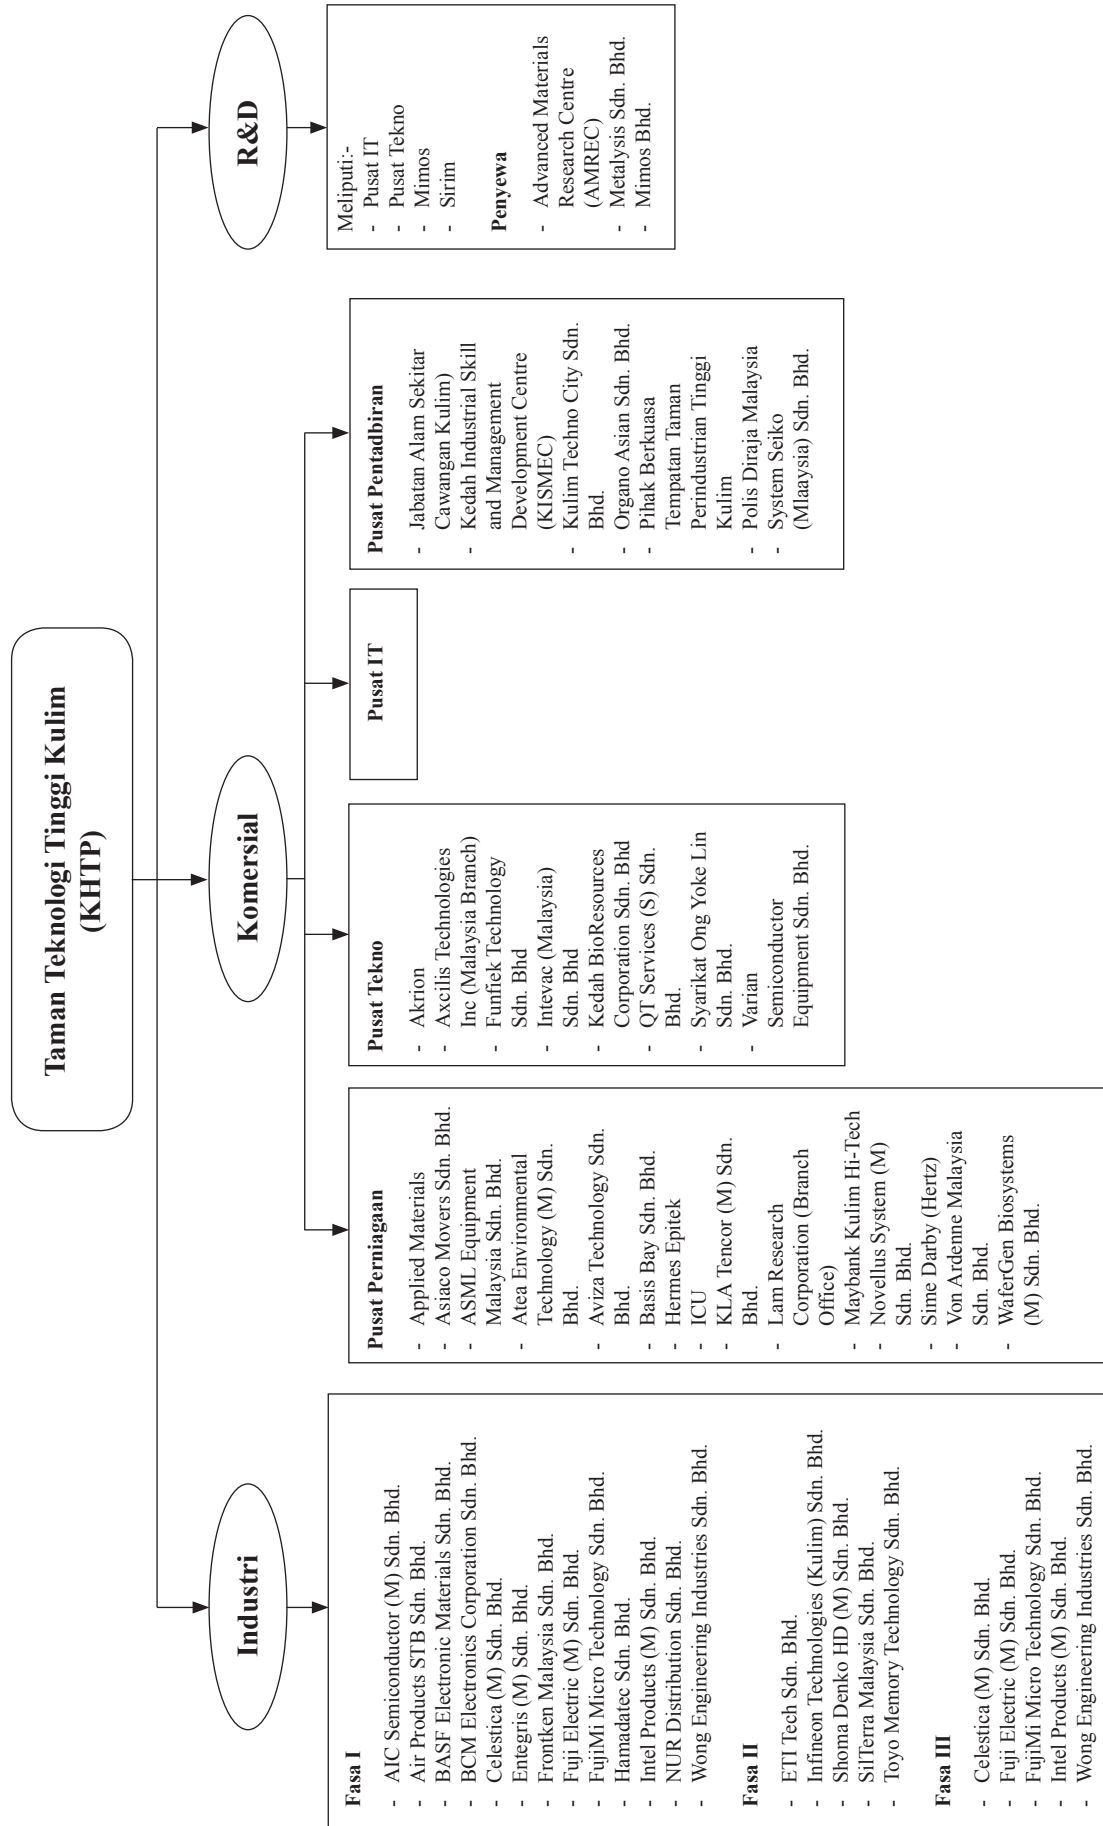 Taman Teknologi Tinggi Kulim
(KHTP)
Industri
Fasa I
- AIC Semiconductor (M) Sdn. Bhd.
- Air Products STB Sdn. Bhd.
- BASF Electronic Materials Sdn. Bhd.
- BCM Electronics Corporation Sdn. Bhd.
- Celestica (M) Sdn. Bhd.
- Entegris (M) Sdn. Bhd.
- Frontken Malaysia Sdn. Bhd.
- Fuji Electric (M) Sdn. Bhd.
- FujiMi Micro Technology Sdn. Bhd.
- Hamadatec Sdn. Bhd.
- Intel Products (M) Sdn. Bhd.
- NUR Distribution Sdn. Bhd.
- Wong Engineering Industries Sdn. Bhd.
Fasa II
- ETI Tech Sdn. Bhd.
- Infineon Technologies (Kulim) Sdn. Bhd.
- Shoma Denko HD (M) Sdn. Bhd.
- SilTerra Malaysia Sdn. Bhd.
- Toyo Memory Technology Sdn. Bhd.
Fasa III
- Celestica (M) Sdn. Bhd.
- Fuji Electric (M) Sdn. Bhd.
- FujiMi Micro Technology Sdn. Bhd.
- Intel Products (M) Sdn. Bhd.
- Wong Engineering Industries Sdn. Bhd.
Komersial
Pusat Perniagaan
- Applied Materials
- Asiaco Movers Sdn. Bhd.
- ASML Equipment
Malaysia Sdn. Bhd.
- Atea Environmental
Technology (M) Sdn.
Bhd.
- Aviza Technology Sdn.
Bhd.
- Basis Bay Sdn. Bhd.
- Hermes Epitek
- ICU
- KLA Tencor (M) Sdn.
Bhd.
- Lam Research
Corporation (Branch
Office)
- Maybank Kulim Hi-Tech
- Novellus System (M)
Sdn. Bhd.
- Sime Darby (Hertz)
- Von Ardenne Malaysia
Sdn. Bhd.
- WaferGen Biosystems
(M) Sdn. Bhd.
Pusat Tekno
- Akrion
- Axcilis Technologies
Inc (Malaysia Branch)
- Funfiek Technology
Sdn. Bhd
- Intevac (Malaysia)
Sdn. Bhd
- Kedah BioResources
Corporation Sdn. Bhd
- QT Services (S) Sdn.
Bhd.
- Syarikat Ong Yoke Lin
Sdn. Bhd.
- Varian
Semiconductor
Equipment Sdn. Bhd.
Pusat IT
Pusat Pentadbiran
- Jabatan Alam Sekitar
Cawangan Kulim)
- Kedah Industrial Skill
and Management
Development Centre
(KISMEC)
- Kulim Techno City Sdn.
Bhd.
- Organo Asian Sdn. Bhd.
- Pihak Berkuasa
Tempatan Taman
Perindustrian Tinggi
Kulim
- Polis Diraja Malaysia
- System Seiko
(Mlaaysia) Sdn. Bhd.
R&D
Meliputi:-
- Pusat IT
- Pusat Tekno
- Mimos
- Sirim
Penyewa
- Advanced Materials
Research Centre
(AMREC)
- Metalysis Sdn. Bhd.
- Mimos Bhd.